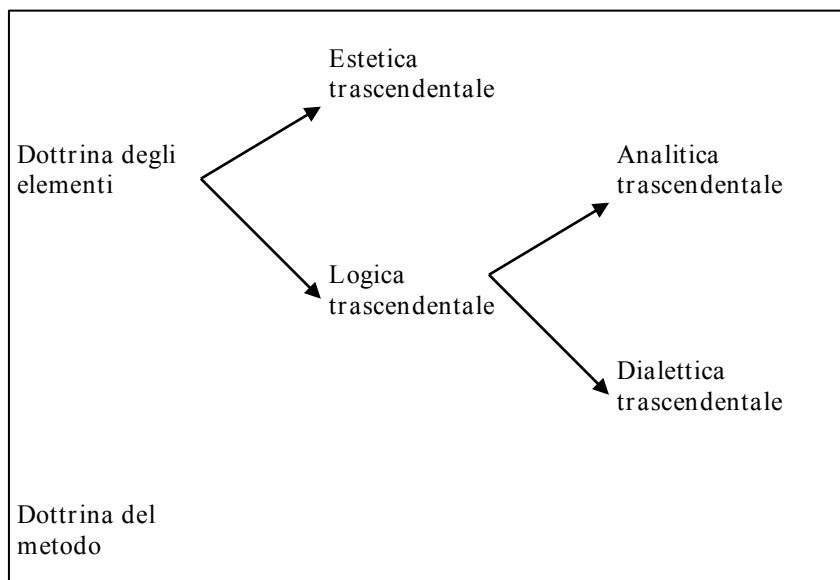 Estetica
trascendentale
Dottrina degli
elementi
Analitica
trascendentale
Logica
trascendentale
Dialettica
trascendentale
Dottrina del
metodo